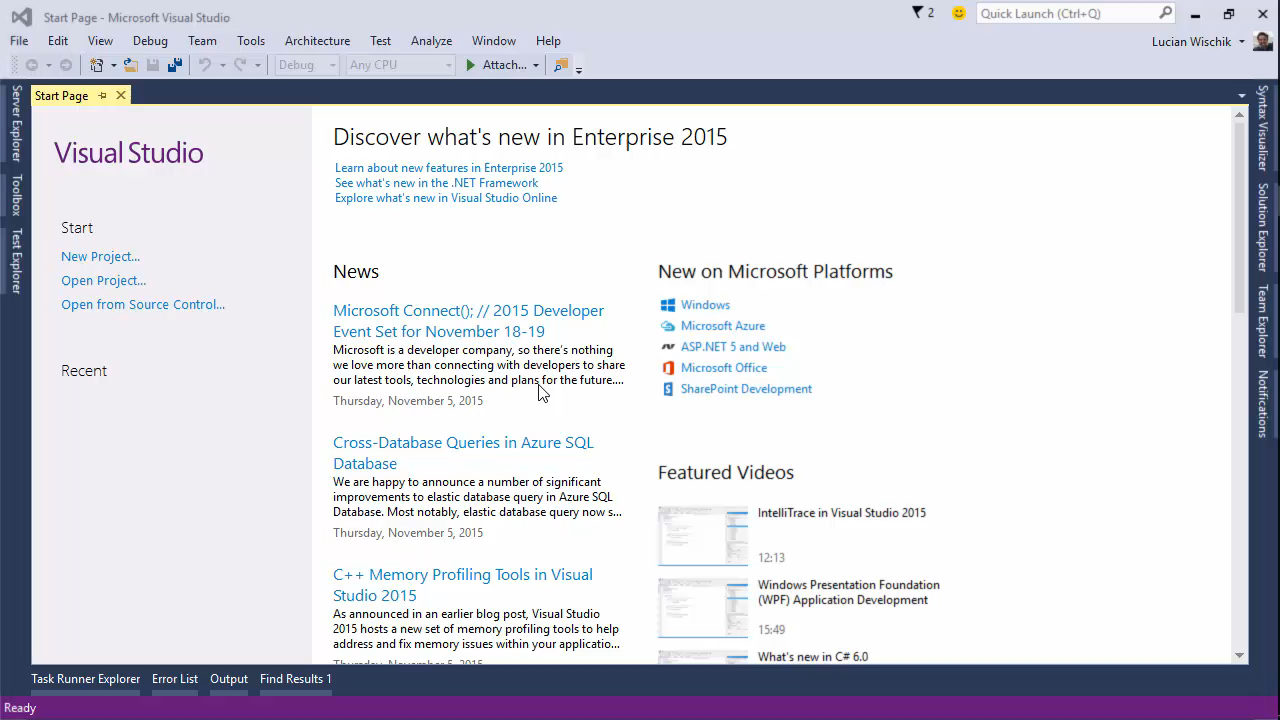 Start Page - Microsoft Visual Studio
2
Quick Launch (Ctrl+Q)
File Edit View Debug Team Tools Architecture Test Analyze Window Help
Lucian Wischik
Debug Any CPU Attach...
Start Page
Server Explorer
Toolbox
Test Explorer
Visual Studio
Start
New Project...
Open Project...
Open from Source Control...
Recent
Discover what's new in Enterprise 2015
Learn about new features in Enterprise 2015
See what's new in the .NET Framework
Explore what's new in Visual Studio Online
News
Microsoft Connect(); // 2015 Developer
Event Set for November 18-19
Microsoft is a developer company, so there's nothing
we love more than connecting with developers to share
our latest tools, technologies and plans for the future....
Thursday, November 5, 2015
Cross-Database Queries in Azure SQL
Database
We are happy to announce a number of significant
improvements to elastic database query in Azure SQL
Database. Most notably, elastic database query now s...
Thursday, November 5, 2015
C++ Memory Profiling Tools in Visual
Studio 2015
As announced in an earlier blog post, Visual Studio
2015 hosts a new set of memory profiling tools to help
address and fix memory issues within your applicatio...
Thursday, November 5, 2015
New on Microsoft Platforms
Windows
Microsoft Azure
ASP.NET 5 and Web
Microsoft Office
SharePoint Development
Featured Videos
IntelliTrace in Visual Studio 2015
12:13
Windows Presentation Foundation
(WPF) Application Development
15:49
What's new in C# 6.0
Syntax Visualizer
Solution Explorer
Team Explorer
Notifications
Task Runner Explorer Error List Output Find Results 1
Ready